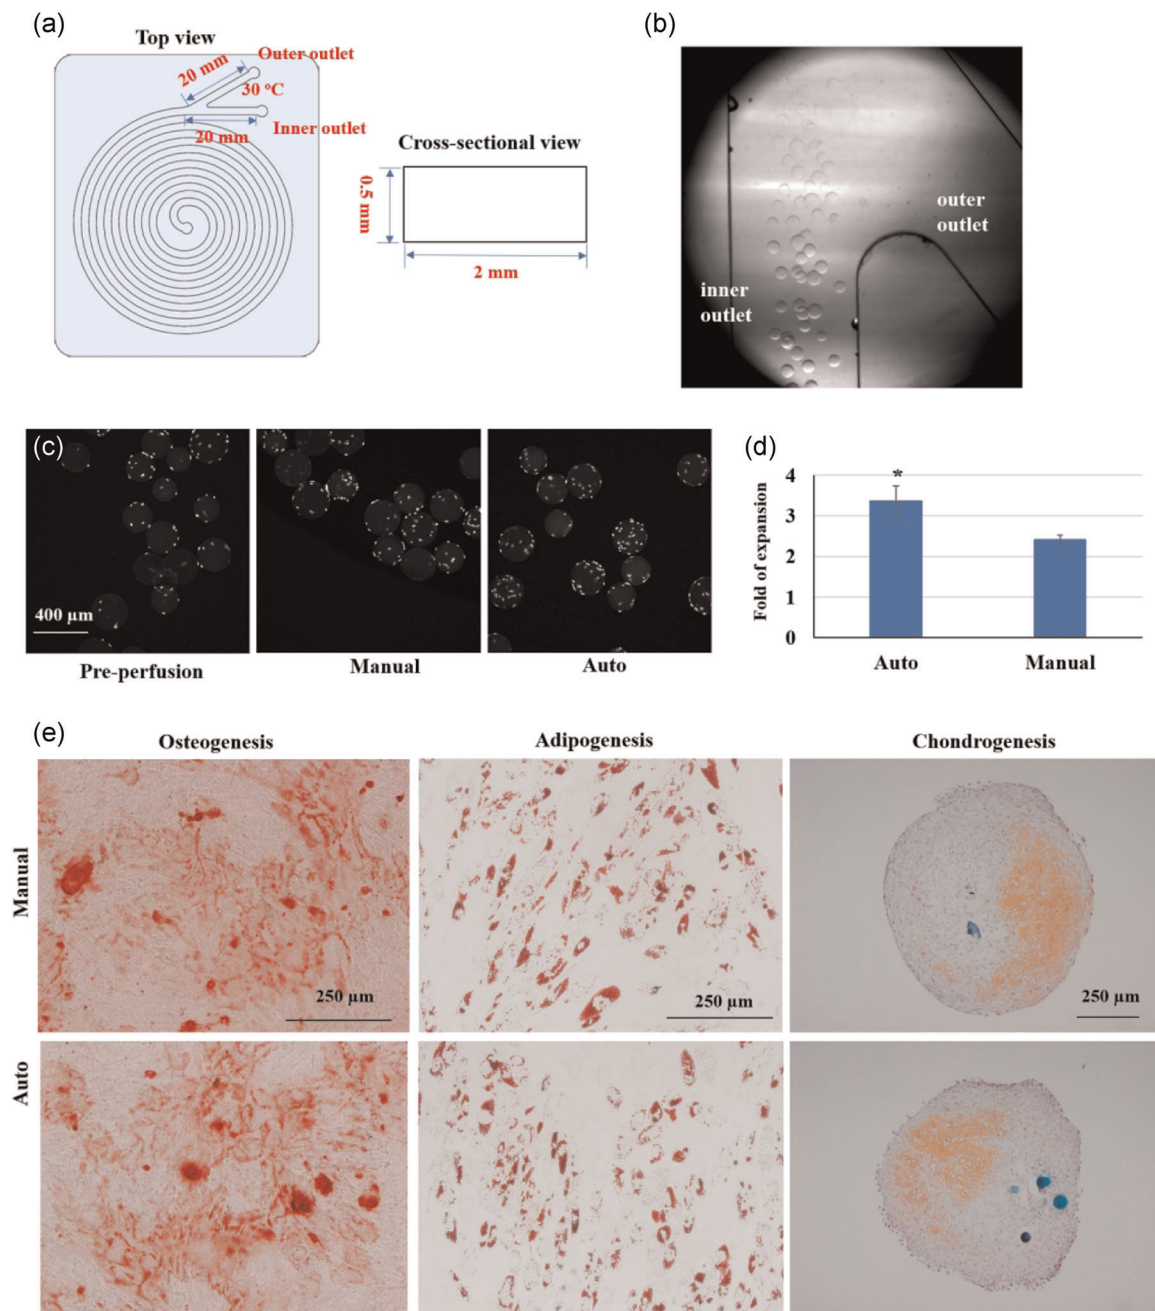 (a)
Top view
Outer outlet
20 mm
30 °C
Inner outlet
20 mm
Cross-sectional view
0.5 mm
2 mm
(b)
outer
outlet
inner
outlet
(c)
400 µm
Pre-perfusion
Manual
Auto
(d)
Fold of expansion
4
3
2
1
0
*
Auto
Manual
(e)
Osteogenesis
Adipogenesis
Chondrogenesis
Manual
250 µm
250 µm
250 µm
Auto